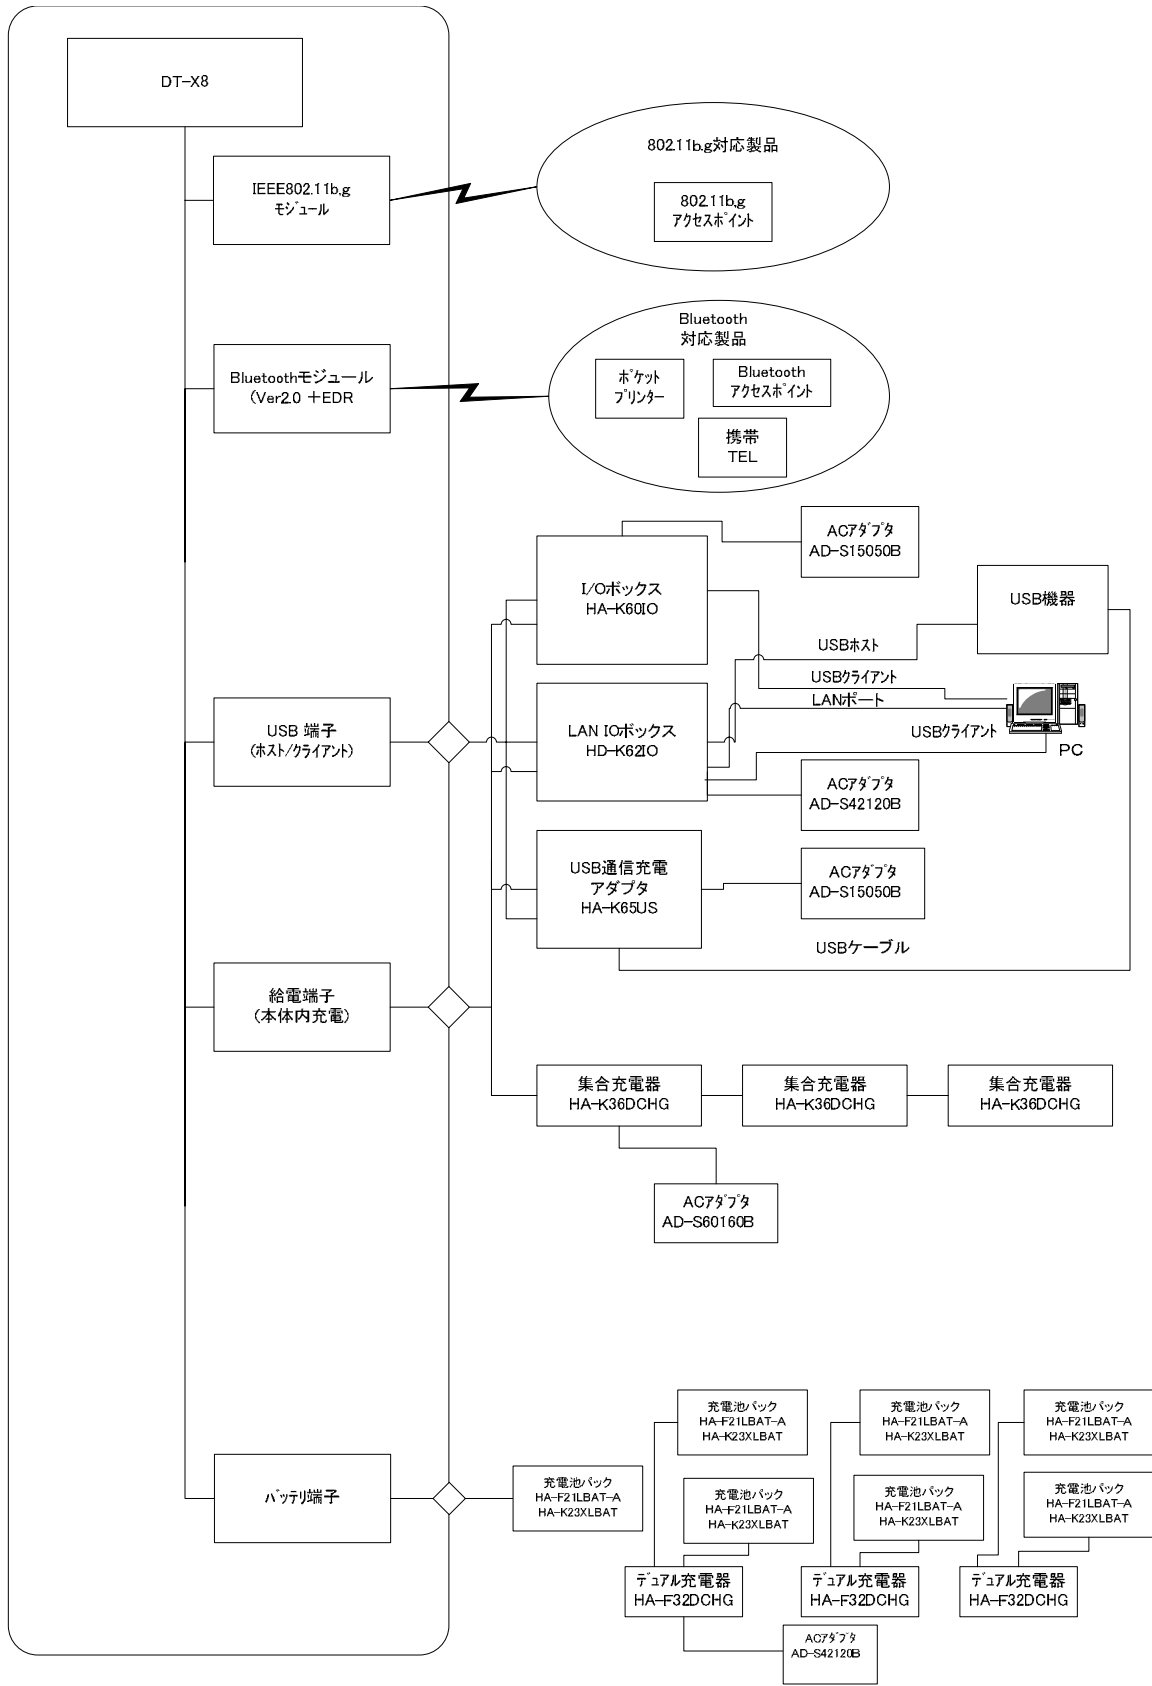 DT-X8
IEEE802.11b,g
モジュール
802.11b.g対応製品
802.11b,g
アクセスポイント
Bluetoothモジュール
(Ver2.0 +EDR
Bluetooth
対応製品
ポケット
プリンター
Bluetooth
アクセスポイント
携帯
TEL
ACアダプタ
AD-S15050B
I/Oボックス
HA-K60IO
USB機器
USBホスト
USBクライアント
LANポート
USBクライアント
PC
USB 端子
(ホスト/クライアント)
LAN IOボックス
HD-K62IO
ACアダプタ
AD-S42120B
USB通信充電
アダプタ
HA-K65US
ACアダプタ
AD-S15050B
USBケーブル
給電端子
(本体内充電)
集合充電器
HA-K36DCHG
集合充電器
HA-K36DCHG
集合充電器
HA-K36DCHG
ACアダプタ
AD-S60160B
充電池パック
HA-F21LBAT-A
HA-K23XLBAT
充電池パック
HA-F21LBAT-A
HA-K23XLBAT
充電池パック
HA-F21LBAT-A
HA-K23XLBAT
バッテリ端子
充電池パック
HA-F21LBAT-A
HA-K23XLBAT
充電池パック
HA-F21LBAT-A
HA-K23XLBAT
充電池パック
HA-F21LBAT-A
HA-K23XLBAT
充電池パック
HA-F21LBAT-A
HA-K23XLBAT
デュアル充電器
HA-F32DCHG
デュアル充電器
HA-F32DCHG
デュアル充電器
HA-F32DCHG
ACアダプタ
AD-S42120B